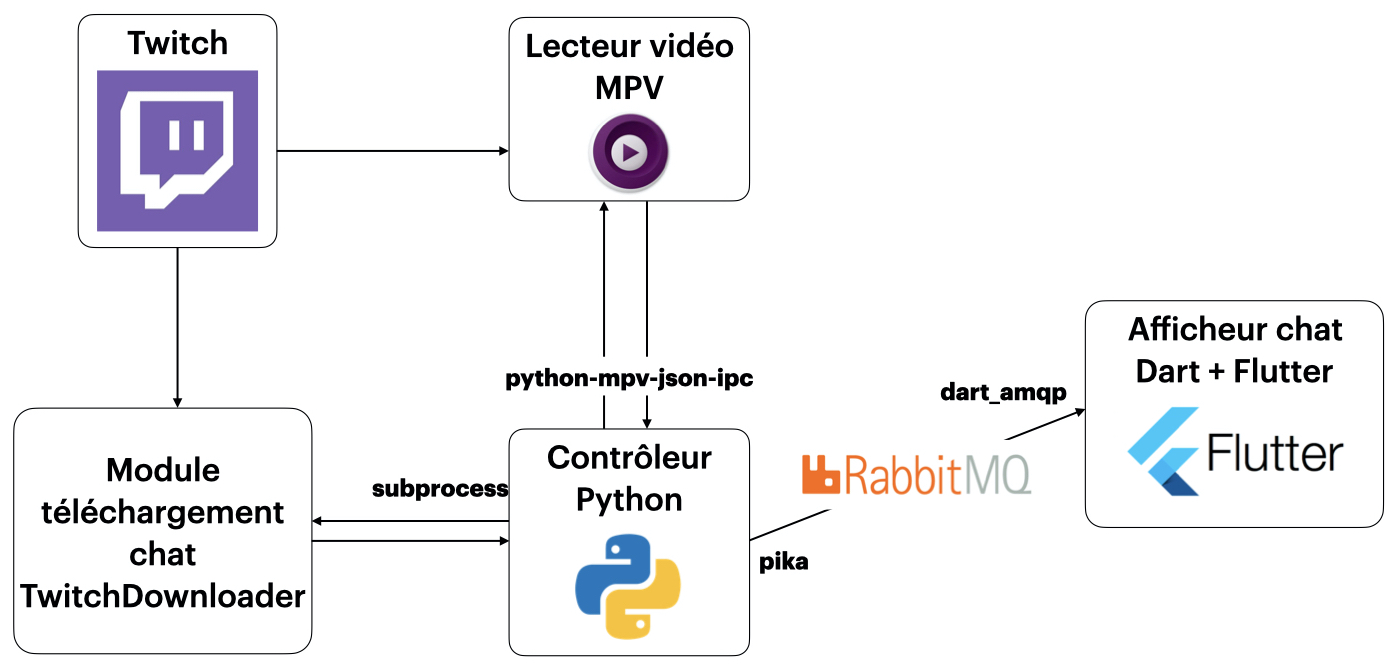 Twitch
Lecteur vidéo
MPV
python-mpv-json-ipc
Module
téléchargement
chat
TwitchDownloader
subprocess
Contrôleur
Python
pika
RabbitMQ
dart_amqp
Afficheur chat
Dart + Flutter
Flutter